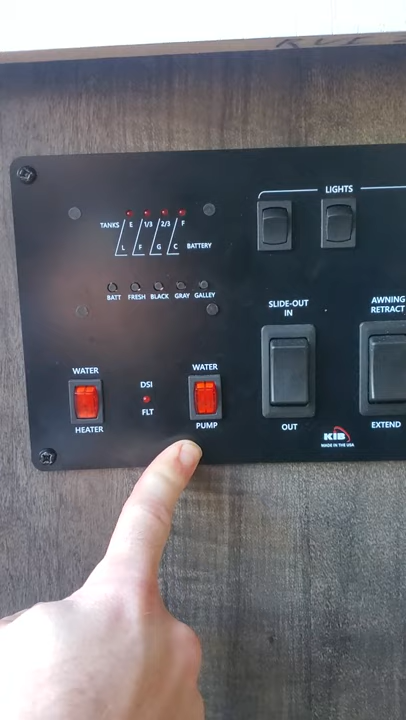 LIGHTS
TANKS E 1/3 2/3 F
L F G C BATTERY
BATT FRESH BLACK GRAY GALLEY
SLIDE-OUT
IN
AWNING
RETRACT
WATER
HEATER
DSI
FLT
WATER
PUMP
OUT
KIB
MADE IN THE USA
EXTEND